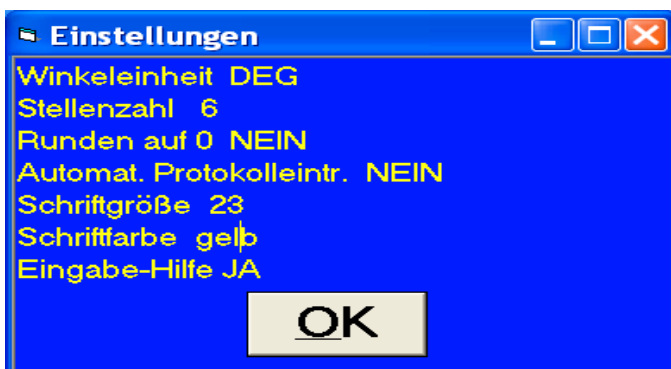 Einstellungen
Winkeleinheit DEG
Stellenzahl 6
Runden auf 0 NEIN
Automat. Protokolleintr. NEIN
Schriftgröße 23
Schriftfarbe gelb
Eingabe-Hilfe JA
OK